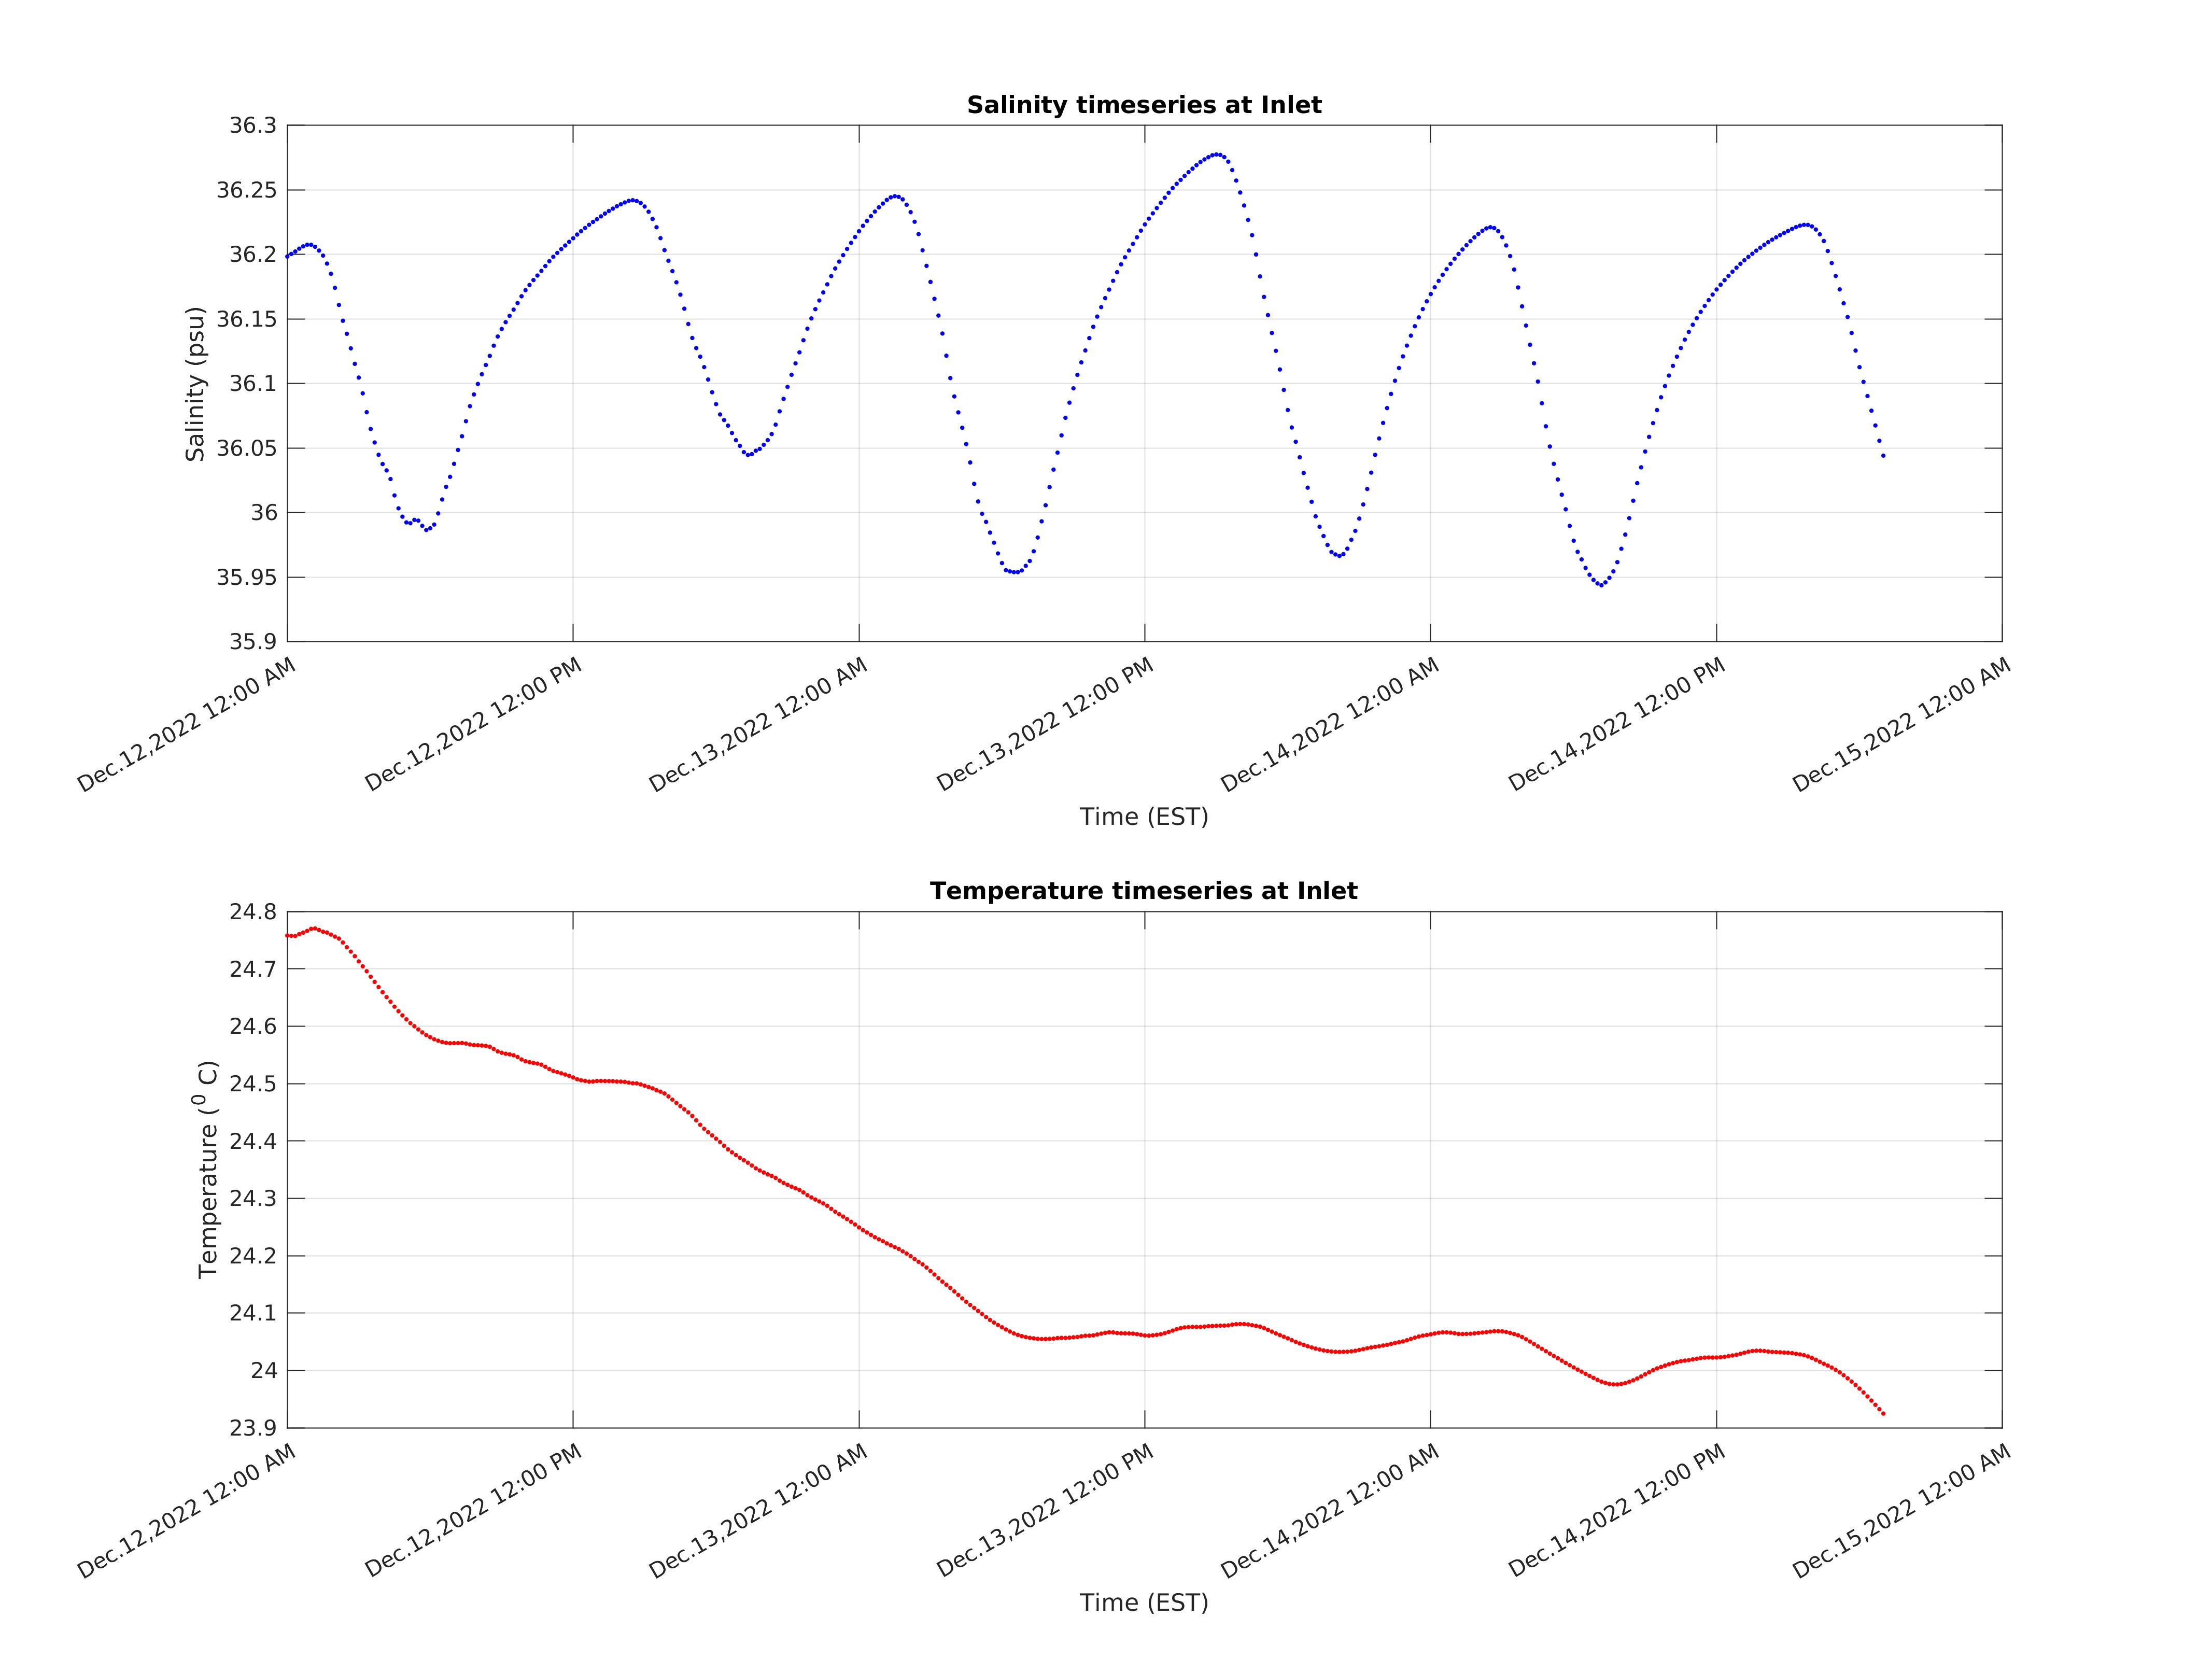 Salinity timeseries at Inlet
36.3
36.25
36.2
36.15
36.1
36.05
36
35.95
35.9
Salinity (psu)
Dec.12,2022 12:00 AM
Dec.12,2022 12:00 PM
Dec.13,2022 12:00 AM
Dec.13,2022 12:00 PM
Dec.14,2022 12:00 AM
Dec.14,2022 12:00 PM
Dec.15,2022 12:00 AM
Time (EST)
Temperature timeseries at Inlet
24.8
24.7
24.6
24.5
24.4
24.3
24.2
24.1
24
23.9
Temperature (⁰ C)
Dec.12,2022 12:00 AM
Dec.12,2022 12:00 PM
Dec.13,2022 12:00 AM
Dec.13,2022 12:00 PM
Dec.14,2022 12:00 AM
Dec.14,2022 12:00 PM
Dec.15,2022 12:00 AM
Time (EST)